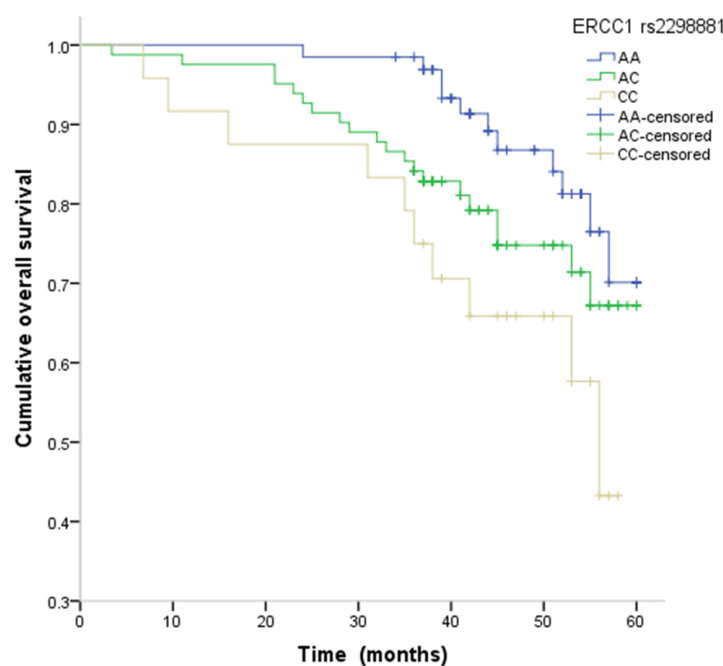 ERCC1 rs2298881
AA
AC
CC
AA-censored
AC-censored
CC-censored
Cumulative overall survival
1.0
0.9
0.8
0.7
0.6
0.5
0.4
0.3
0 10 20 30 40 50 60
Time (months)